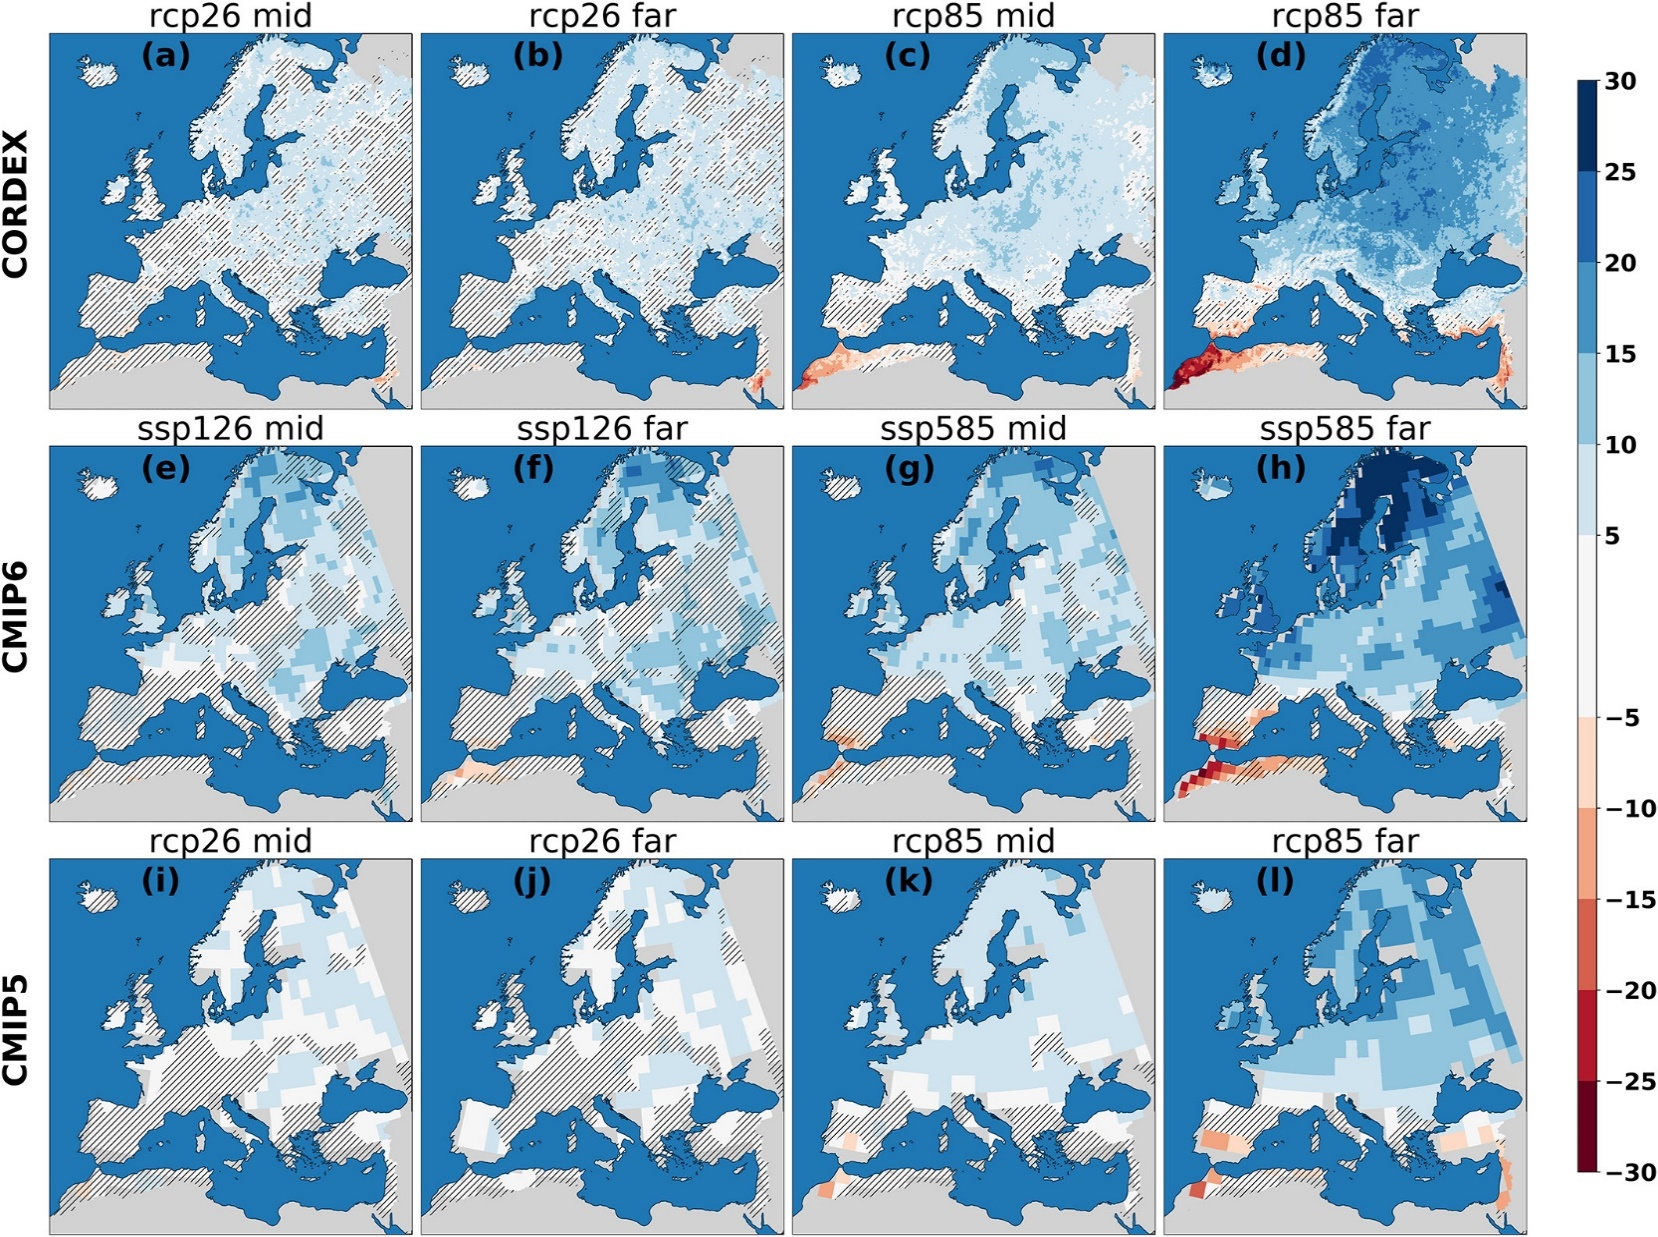 rcp26 mid rcp26 far rcp85 mid rcp85 far
(a) (b) (c) (d)
CORDEX
ssp126 mid ssp126 far ssp585 mid ssp585 far
(e) (f) (g) (h)
CMIP6
rcp26 mid rcp26 far rcp85 mid rcp85 far
(i) (j) (k) (l)
CMIP5
30
25
20
15
10
5
−5
−10
−15
−20
−25
−30